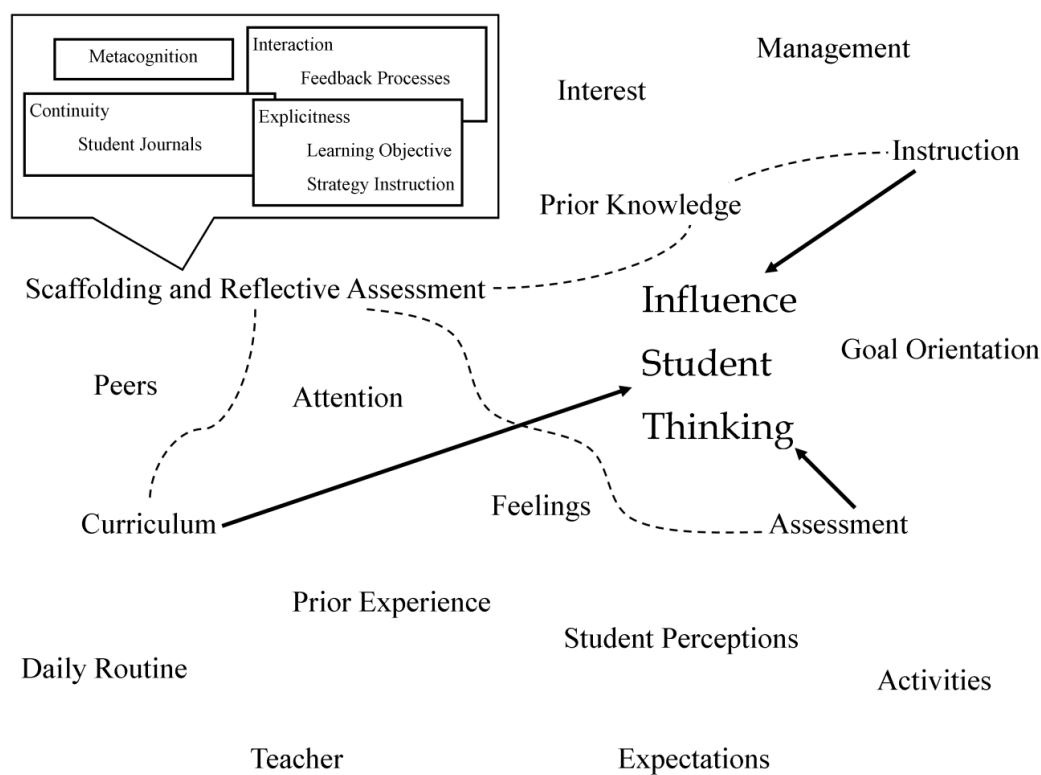 Metacognition
Interaction
Feedback Processes
Continuity
Student Journals
Explicitness
Learning Objective
Strategy Instruction
Management
Interest
Instruction
Prior Knowledge
Scaffolding and Reflective Assessment
Influence
Student
Thinking
Goal Orientation
Peers
Attention
Feelings
Curriculum
Assessment
Prior Experience
Student Perceptions
Daily Routine
Activities
Teacher
Expectations